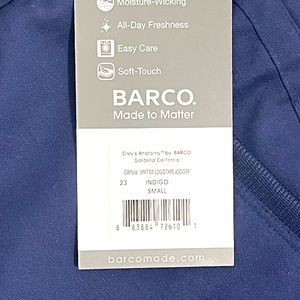 Moisture-Wicking
All-Day Freshness
Easy Care
Soft-Touch
BARCO.
Made to Matter
Grey's Anatomy™ by BARCO
Gardena California
23 INDIGO
SMALL
8 83884 72610 1
barcomade.com